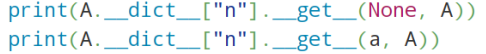 print(A.__dict__["n"].__get__(None, A))
print(A.__dict__["n"].__get__(a, A))